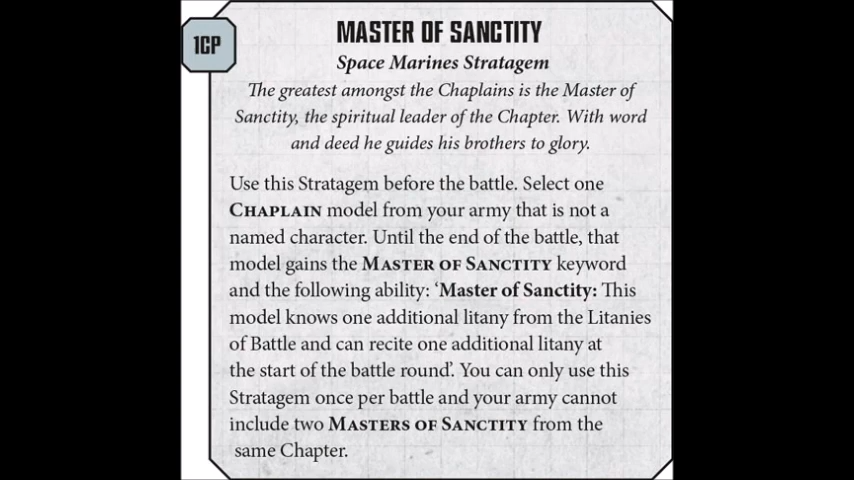 1CP
MASTER OF SANCTITY
Space Marines Stratagem
The greatest amongst the Chaplains is the Master of
Sanctity, the spiritual leader of the Chapter. With word
and deed he guides his brothers to glory.
Use this Stratagem before the battle. Select one
CHAPLAIN model from your army that is not a
named character. Until the end of the battle, that
model gains the MASTER OF SANCTITY keyword
and the following ability: ‘Master of Sanctity: This
model knows one additional litany from the Litanies
of Battle and can recite one additional litany at
the start of the battle round’. You can only use this
Stratagem once per battle and your army cannot
include two MASTERS OF SANCTITY from the
same Chapter.